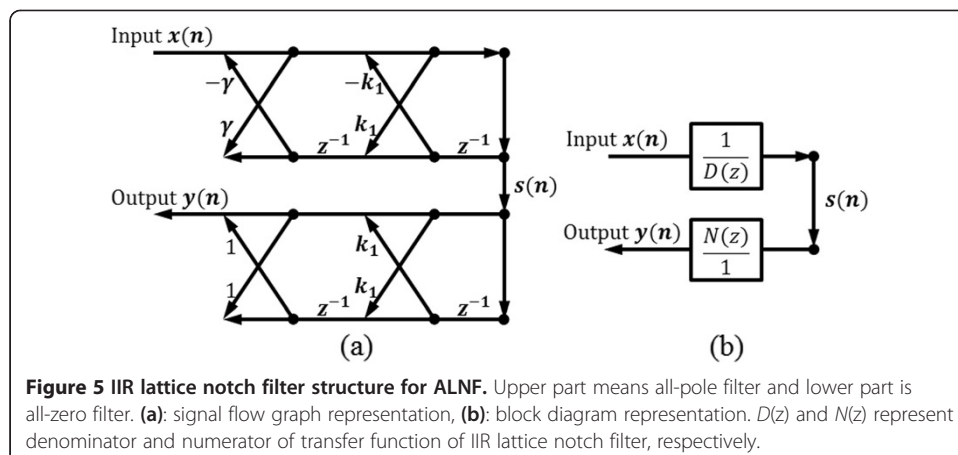 Input x(n)
−γ
−k₁
γ
k₁
z⁻¹
z⁻¹
s(n)
Output y(n)
1
k₁
1
k₁
z⁻¹
z⁻¹
(a)
Input x(n)
1
D(z)
s(n)
Output y(n)
N(z)
1
(b)
Figure 5 IIR lattice notch filter structure for ALNF. Upper part means all-pole filter and lower part is
all-zero filter. (a): signal flow graph representation, (b): block diagram representation. D(z) and N(z) represent
denominator and numerator of transfer function of IIR lattice notch filter, respectively.